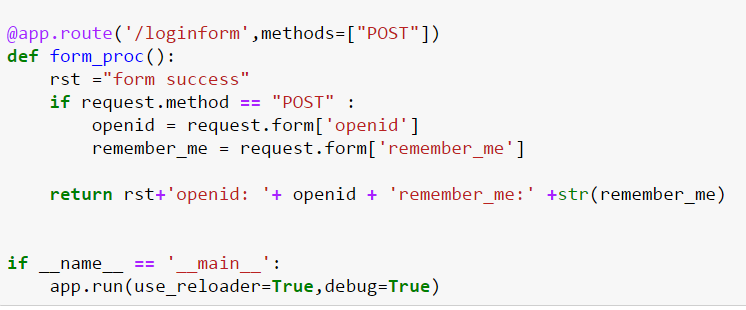 @app.route('/loginform',methods=["POST"])
def form_proc():
    rst ="form success"
    if request.method == "POST" :
        openid = request.form['openid']
        remember_me = request.form['remember_me']
    return rst+'openid: '+ openid + 'remember_me:' +str(remember_me)
if __name__ == '__main__':
    app.run(use_reloader=True,debug=True)